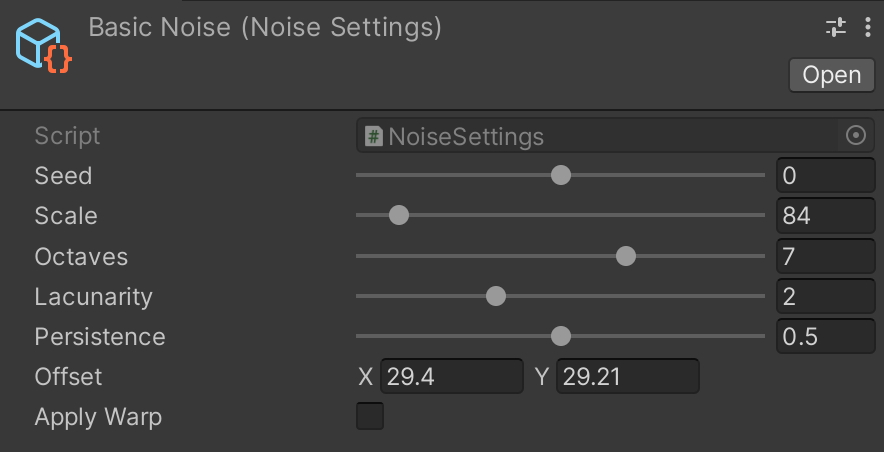 Basic Noise (Noise Settings)
Open
Script # NoiseSettings
Seed 0
Scale 84
Octaves 7
Lacunarity 2
Persistence 0.5
Offset X 29.4 Y 29.21
Apply Warp